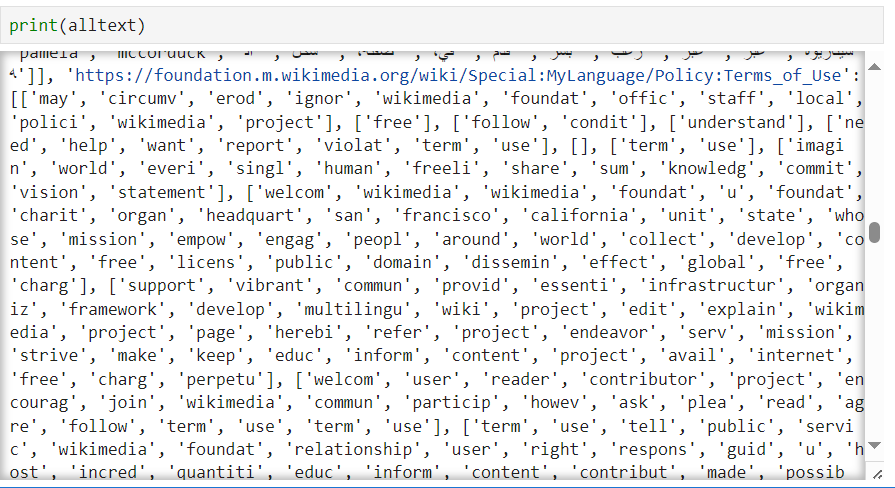 print(alltext)
'pamela', 'mccorduck',
']], 'https://foundation.m.wikimedia.org/wiki/Special:MyLanguage/Policy:Terms_of_Use':
[['may', 'circumv', 'erod', 'ignor', 'wikimedia', 'foundat', 'offic', 'staff', 'local',
'polici', 'wikimedia', 'project'], ['free'], ['follow', 'condit'], ['understand'], ['ne
ed', 'help', 'want', 'report', 'violat', 'term', 'use'], [], ['term', 'use'], ['imagi
n', 'world', 'everi', 'singl', 'human', 'freeli', 'share', 'sum', 'knowledg', 'commit',
'vision', 'statement'], ['welcom', 'wikimedia', 'wikimedia', 'foundat', 'u', 'foundat',
'charit', 'organ', 'headquart', 'san', 'francisco', 'california', 'unit', 'state', 'who
se', 'mission', 'empow', 'engag', 'peopl', 'around', 'world', 'collect', 'develop', 'co
ntent', 'free', 'licens', 'public', 'domain', 'dissemin', 'effect', 'global', 'free',
'charg'], ['support', 'vibrant', 'commun', 'provid', 'essenti', 'infrastructur', 'organ
iz', 'framework', 'develop', 'multilingu', 'wiki', 'project', 'edit', 'explain', 'wikim
edia', 'project', 'page', 'herebi', 'refer', 'project', 'endeavor', 'serv', 'mission',
'strive', 'make', 'keep', 'educ', 'inform', 'content', 'project', 'avail', 'internet',
'free', 'charg', 'perpetu'], ['welcom', 'user', 'reader', 'contributor', 'project', 'en
courag', 'join', 'wikimedia', 'commun', 'particip', 'howev', 'ask', 'plea', 'read', 'ag
re', 'follow', 'term', 'use', 'term', 'use'], ['term', 'use', 'tell', 'public', 'servi
c', 'wikimedia', 'foundat', 'relationship', 'user', 'right', 'respons', 'guid', 'u', 'h
ost', 'incred', 'quantiti', 'educ', 'inform', 'content', 'contribut', 'made', 'possib